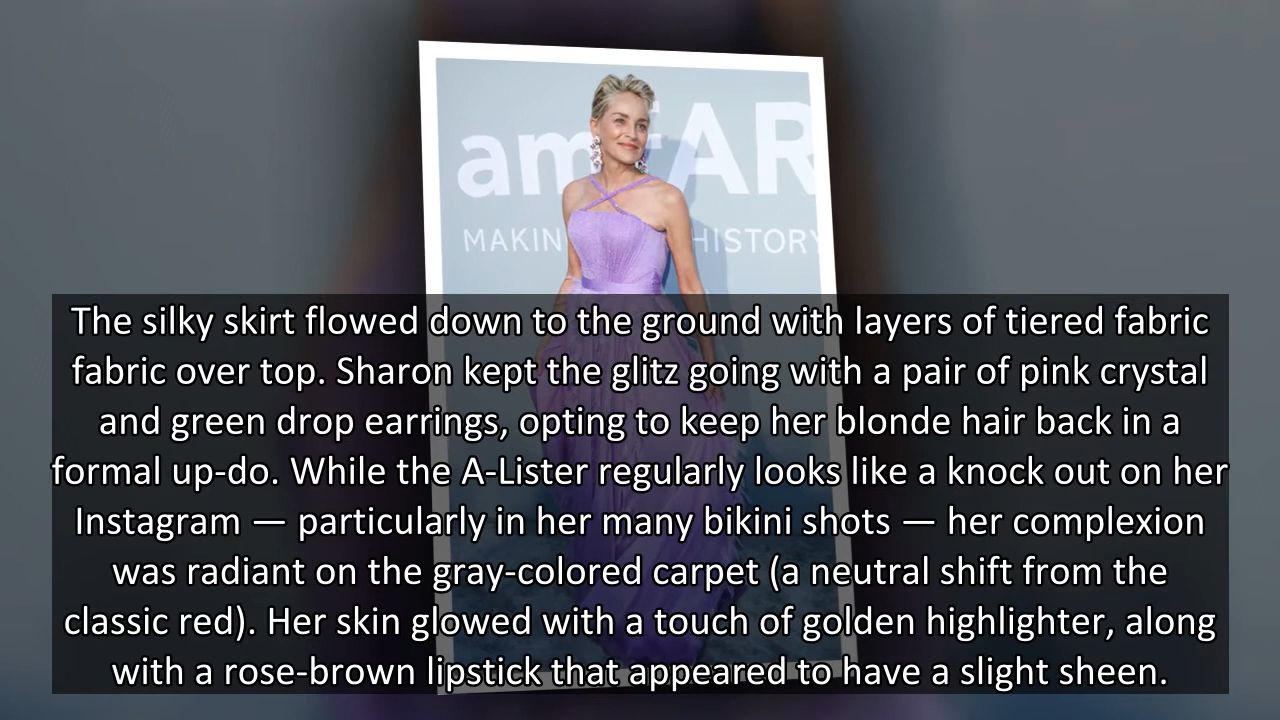 amfAR
MAKIN HISTORY
The silky skirt flowed down to the ground with layers of tiered fabric
fabric over top. Sharon kept the glitz going with a pair of pink crystal
and green drop earrings, opting to keep her blonde hair back in a
formal up-do. While the A-Lister regularly looks like a knock out on her
Instagram — particularly in her many bikini shots — her complexion
was radiant on the gray-colored carpet (a neutral shift from the
classic red). Her skin glowed with a touch of golden highlighter, along
with a rose-brown lipstick that appeared to have a slight sheen.